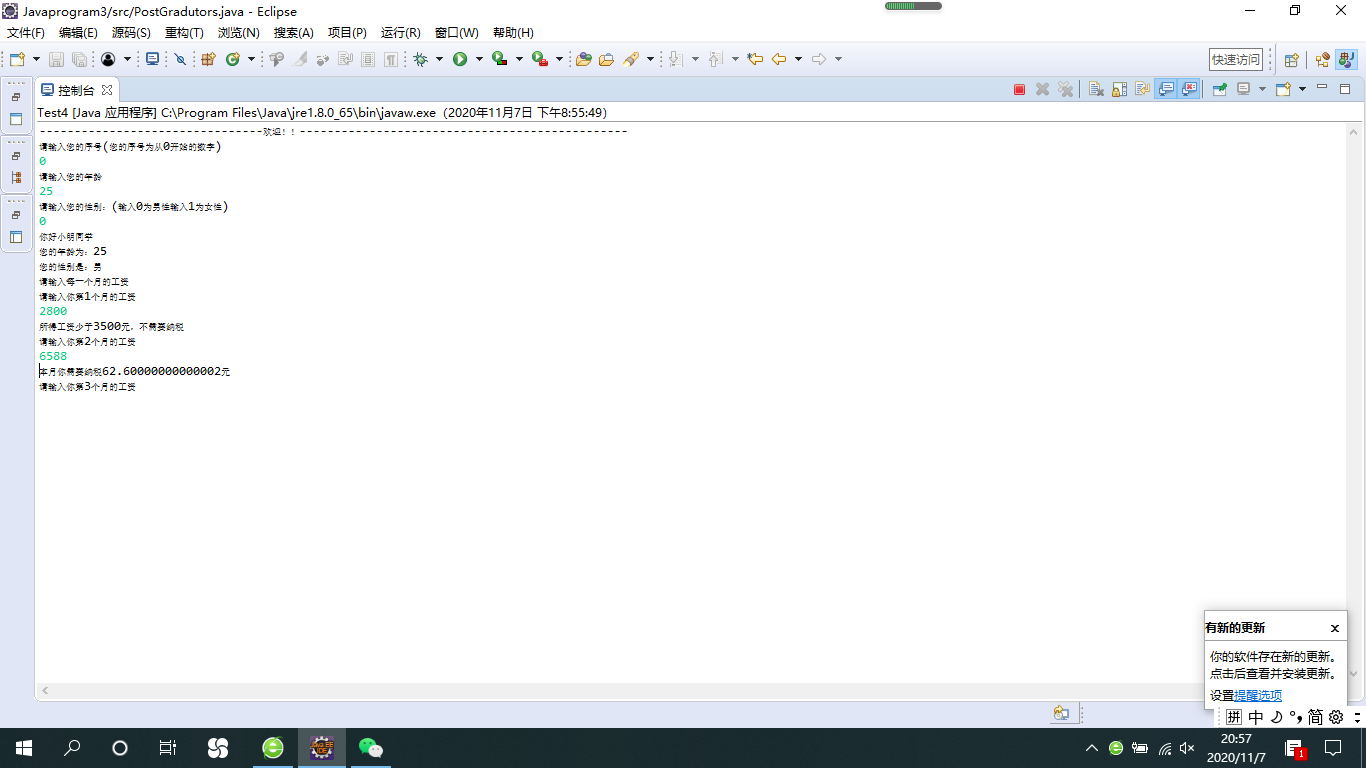 Javaprogram3/src/PostGradutors.java - Eclipse
文件(F) 编辑(E) 源码(S) 重构(T) 浏览(N) 搜索(A) 项目(P) 运行(R) 窗口(W) 帮助(H)
快速访问
控制台
Test4 [Java 应用程序] C:\Program Files\Java\jre1.8.0_65\bin\javaw.exe（2020年11月7日 下午8:55:49）
--------------------------------欢迎！！-----------------------------------------------
请输入您的序号(您的序号为从0开始的数字)
0
请输入您的年龄
25
请输入您的性别：(输入0为男性输入1为女性)
0
你好小明同学
您的年龄为：25
您的性别是：男
请输入每一个月的工资
请输入你第1个月的工资
2800
所得工资少于3500元，不需要纳税
请输入你第2个月的工资
6588
本月你需要纳税62.60000000000002元
请输入你第3个月的工资
有新的更新 x
你的软件存在新的更新。
点击后查看并安装更新。
设置提醒选项
拼 中 简
20:57
2020/11/7
1